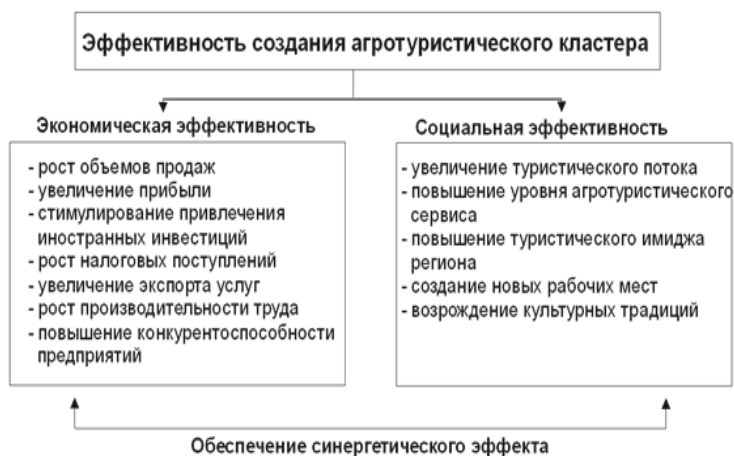 Эффективность создания агротуристического кластера
Экономическая эффективность
- рост объемов продаж
- увеличение прибыли
- стимулирование привлечения
иностранных инвестиций
- рост налоговых поступлений
- увеличение экспорта услуг
- рост производительности труда
- повышение конкурентоспособности
предприятий
Социальная эффективность
- увеличение туристического потока
- повышение уровня агротуристического
сервиса
- повышение туристического имиджа
региона
- создание новых рабочих мест
- возрождение культурных традиций
Обеспечение синергетического эффекта